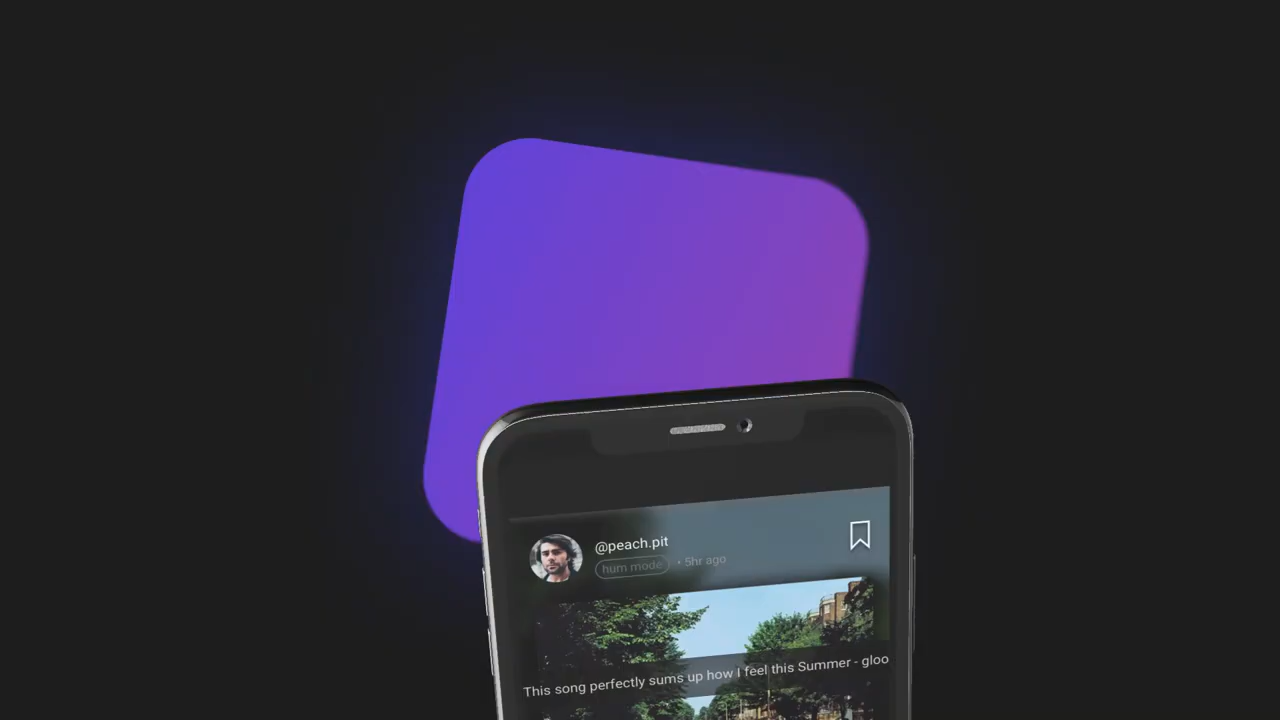 @peach.pit
hum mode • 5hr ago
This song perfectly sums up how I feel this Summer - gloo